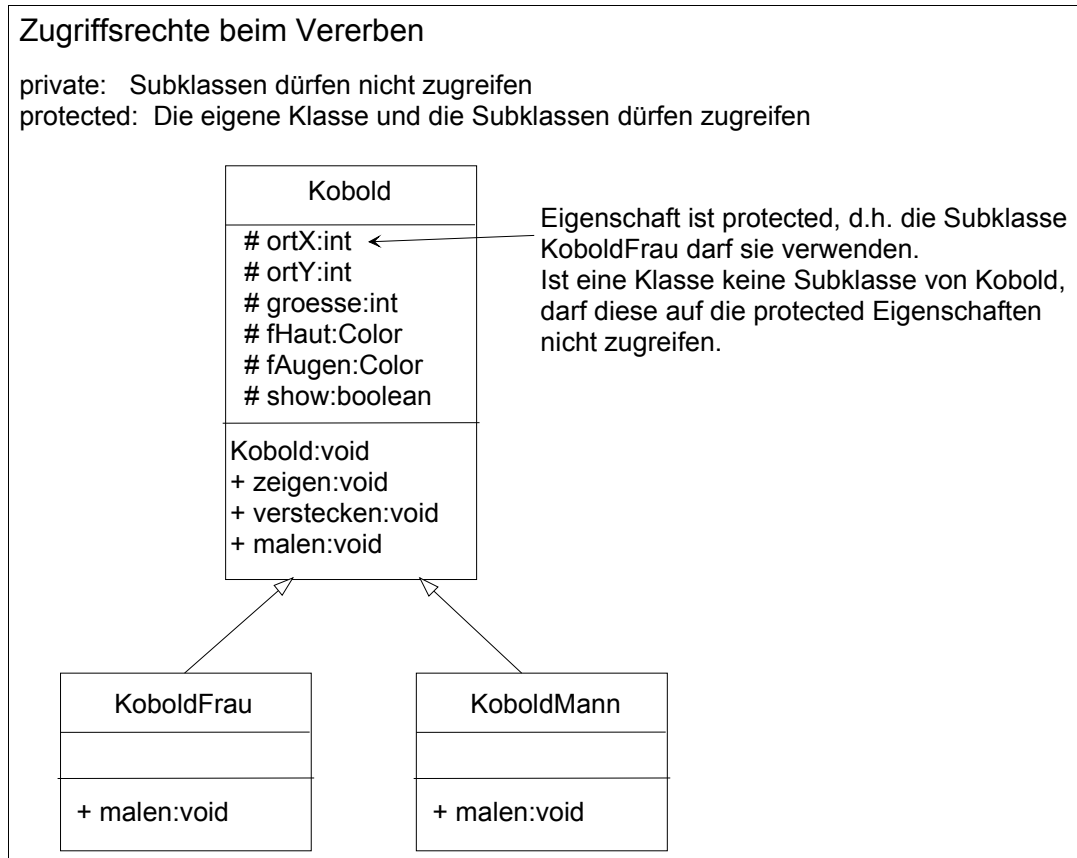 Zugriffsrechte beim Vererben
private: Subklassen dürfen nicht zugreifen
protected: Die eigene Klasse und die Subklassen dürfen zugreifen
Kobold
# ortX:int
# ortY:int
# groesse:int
# fHaut:Color
# fAugen:Color
# show:boolean
Kobold:void
+ zeigen:void
+ verstecken:void
+ malen:void
Eigenschaft ist protected, d.h. die Subklasse
KoboldFrau darf sie verwenden.
Ist eine Klasse keine Subklasse von Kobold,
darf diese auf die protected Eigenschaften
nicht zugreifen.
KoboldFrau
+ malen:void
KoboldMann
+ malen:void